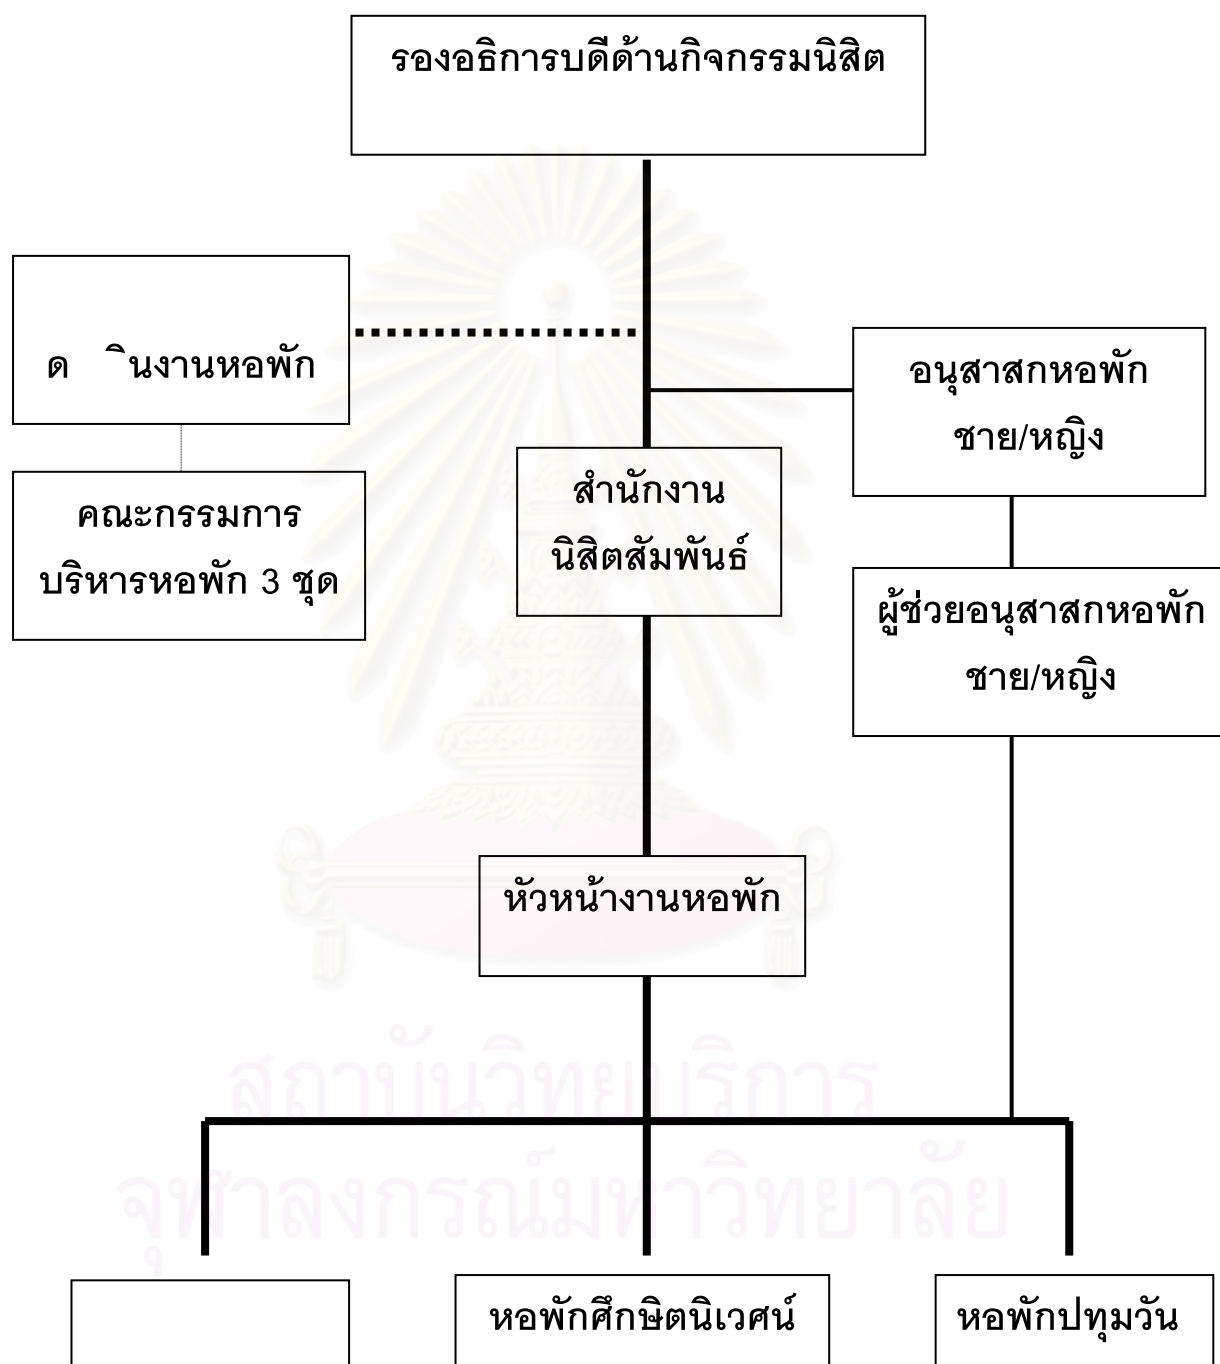 รองอธิการบดีด้านกิจกรรมนิสิต
นงานหอพัก
คณะกรรมการ
บริหารหอพัก 3 ชุด
อนุสาสกหอพัก
ชาย/หญิง
สำนักงาน
นิสิตสัมพันธ์
ผู้ช่วยอนุสาสกหอพัก
ชาย/หญิง
หัวหน้างานหอพัก
สถาบันวิทยบริการ
จุฬาลงกรณ์มหาวิทยาลัย
หอพักศึกษิตนิเวศน์
หอพักปทุมวัน